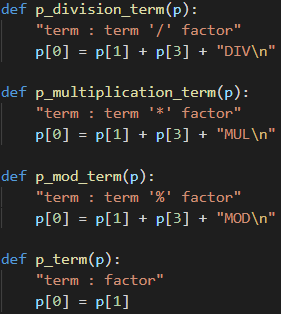 def p_division_term(p):
    "term : term '/' factor"
    p[0] = p[1] + p[3] + "DIV\n"

def p_multiplication_term(p):
    "term : term '*' factor"
    p[0] = p[1] + p[3] + "MUL\n"

def p_mod_term(p):
    "term : term '%' factor"
    p[0] = p[1] + p[3] + "MOD\n"

def p_term(p):
    "term : factor"
    p[0] = p[1]